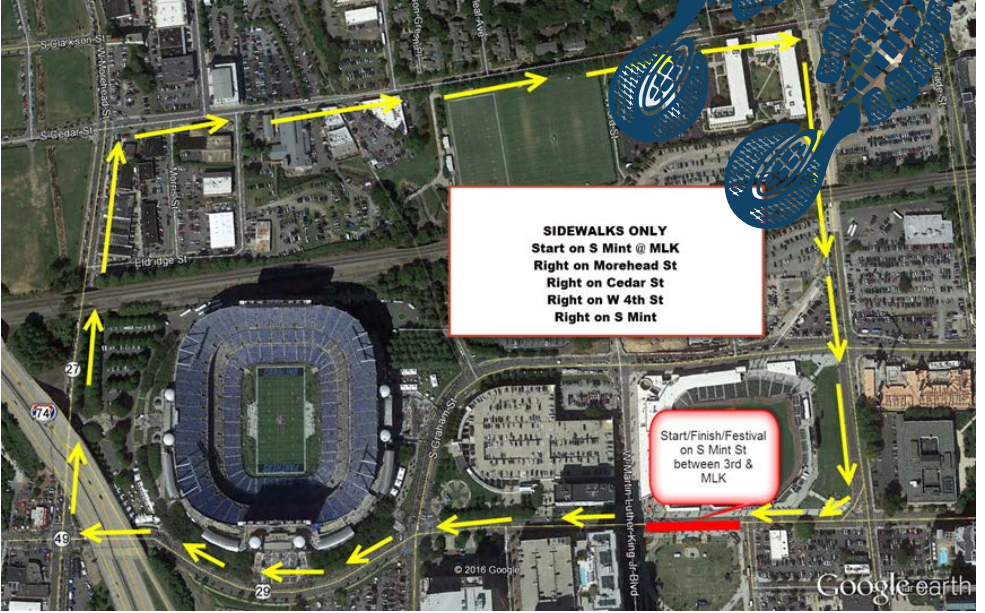 S Clarkson St
W Morehead St
S Cedar St
Eldridge St
SIDEWALKS ONLY
Start on S Mint @ MLK
Right on Morehead St
Right on Cedar St
Right on W 4th St
Right on S Mint
27
74
S Graham St
Start/Finish/Festival
on S Mint St
between 3rd &
MLK
W Martin Luther King Jr Blvd
49
29
© 2016 Google
Google earth